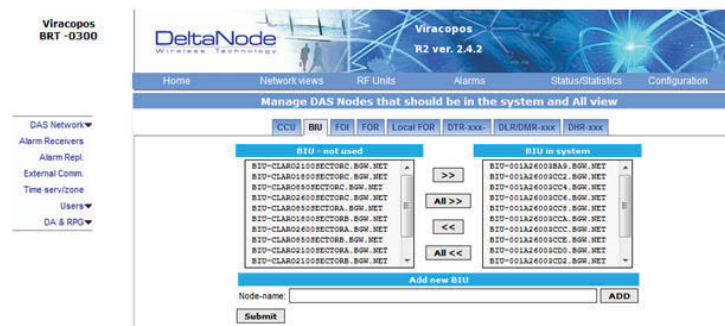 Viracopos
BRT -0300
DeltaNode
Wireless Technology
Viracopos
R2 ver. 2.4.2
Home Network views RF Units Alarms Status/Statistics Configuration
Manage DAS Nodes that should be in the system and All view
DAS Network
Alarm Receivers
Alarm Repl.
External Comm.
Time serv/zone
Users
DA & RPG
CCU BIU FOI FOR Local FOR DTR-xxx- DLR/DMR-xxx DHR-xxx
BIU - not used
BIU-CLARO2100SECTORC.BGW.NET
BIU-CLARO1800SECTORC.BGW.NET
BIU-CLARO850SECTORC.BGW.NET
BIU-CLARO2600SECTORC.BGW.NET
BIU-CLARO2600SECTORA.BGW.NET
BIU-CLARO1800SECTORB.BGW.NET
BIU-CLARO2600SECTORB.BGW.NET
BIU-CLARO850SECTORB.BGW.NET
BIU-CLARO2100SECTORB.BGW.NET
BIU-CLARO2100SECTORA.BGW.NET
>>
All >>
<<
All <<
BIU in system
BIU-001A26003BA9.BGW.NET
BIU-001A26003CC2.BGW.NET
BIU-001A26003CC4.BGW.NET
BIU-001A26003CC6.BGW.NET
BIU-001A26003CC8.BGW.NET
BIU-001A26003CCA.BGW.NET
BIU-001A26003CCC.BGW.NET
BIU-001A26003CCE.BGW.NET
BIU-001A26003CD0.BGW.NET
BIU-001A26003CD2.BGW.NET
Add new BIU
Node-name: ADD
Submit